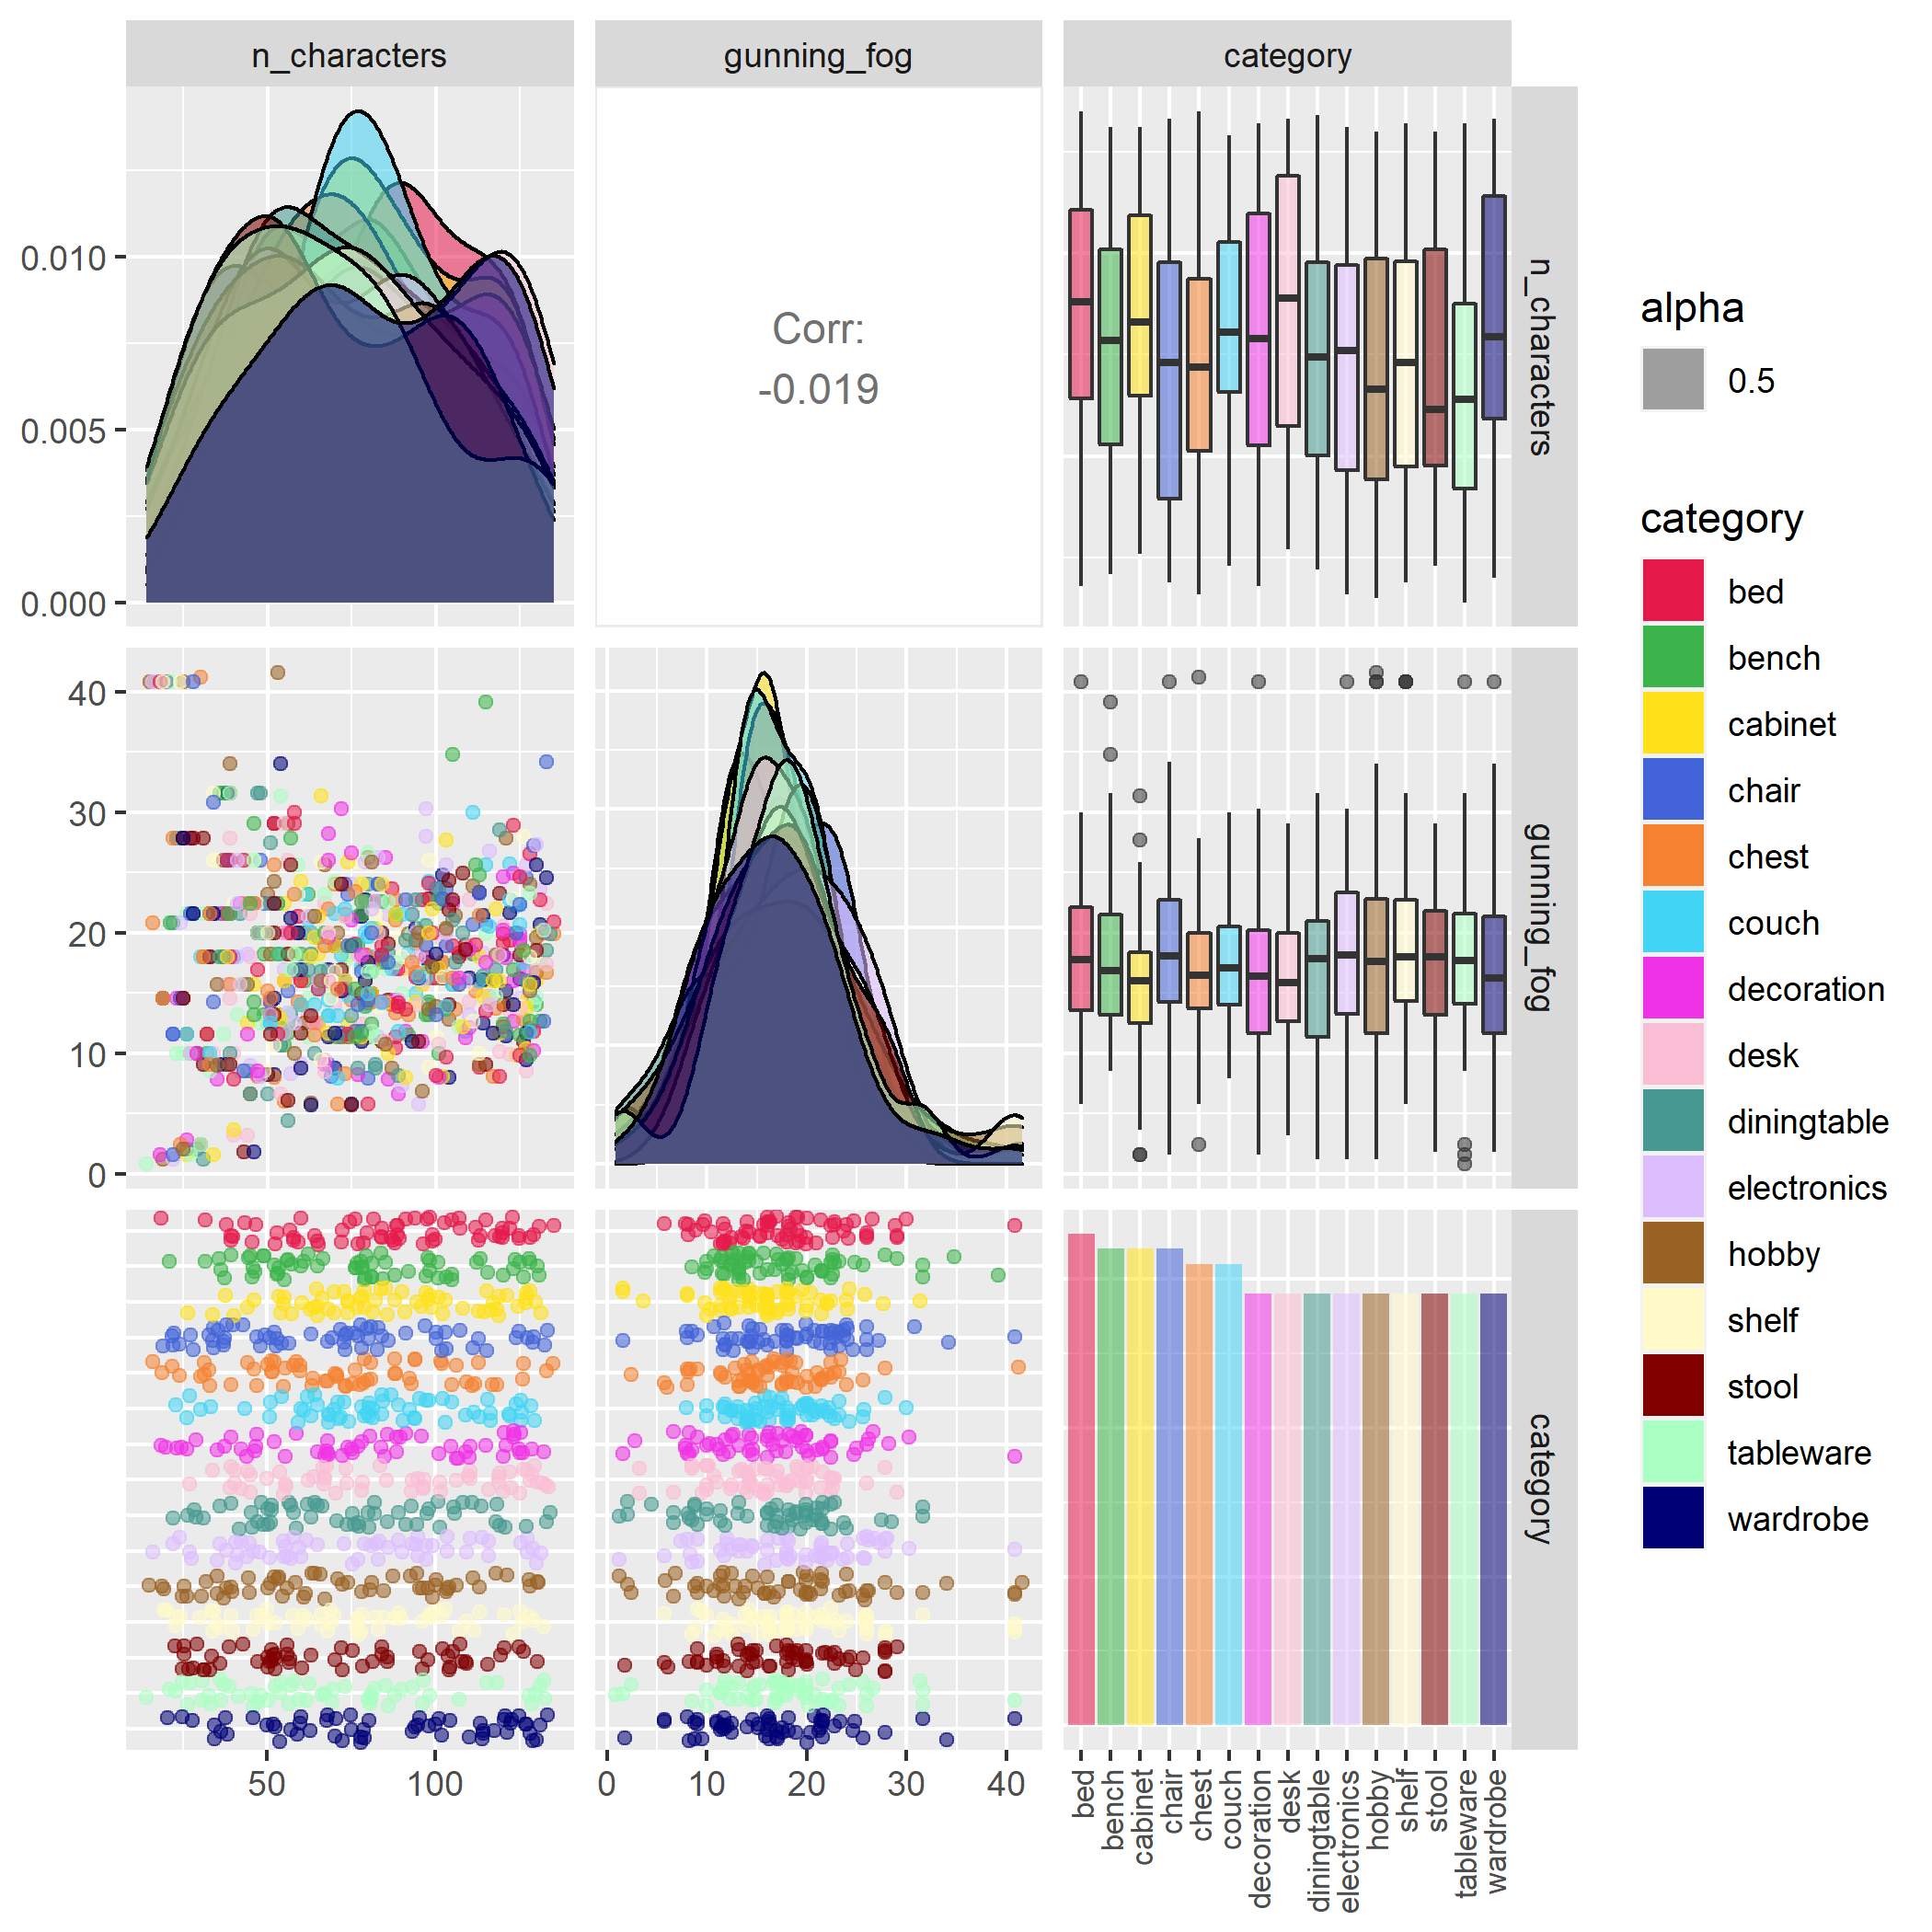 n_characters
gunning_fog
category
0.010
0.005
0.000
Corr:
-0.019
n_characters
40
30
20
10
0
gunning_fog
category
50
100
0
10
20
30
40
bed
bench
cabinet
chair
chest
couch
decoration
desk
diningtable
electronics
hobby
shelf
stool
tableware
wardrobe
alpha
0.5
category
bed
bench
cabinet
chair
chest
couch
decoration
desk
diningtable
electronics
hobby
shelf
stool
tableware
wardrobe